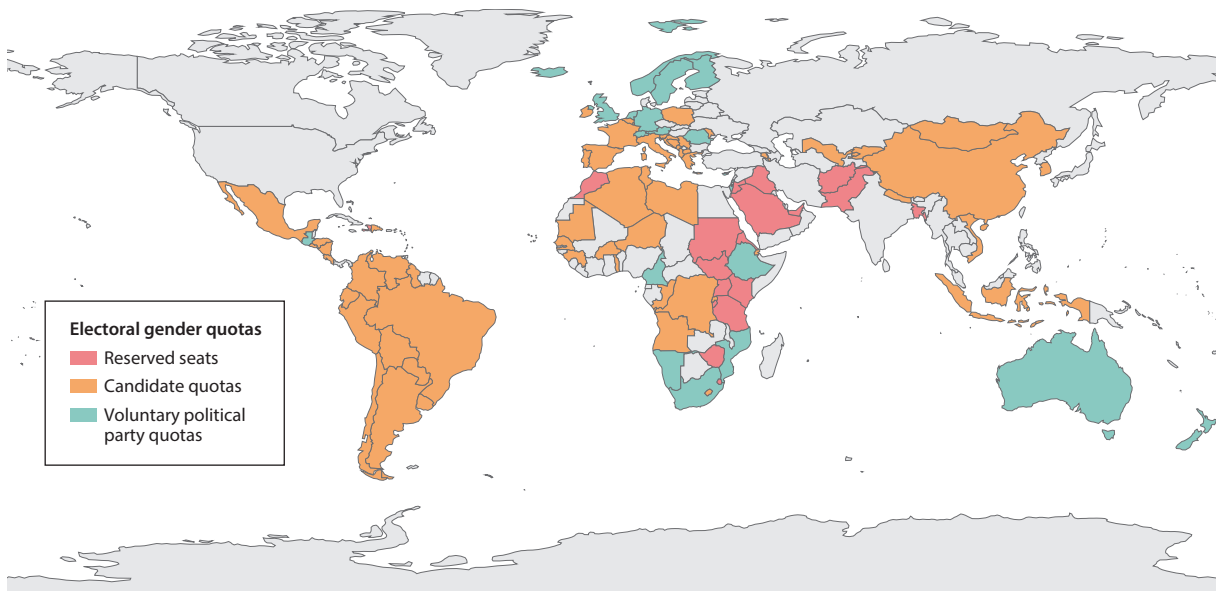 Electoral gender quotas
Reserved seats
Candidate quotas
Voluntary political
party quotas